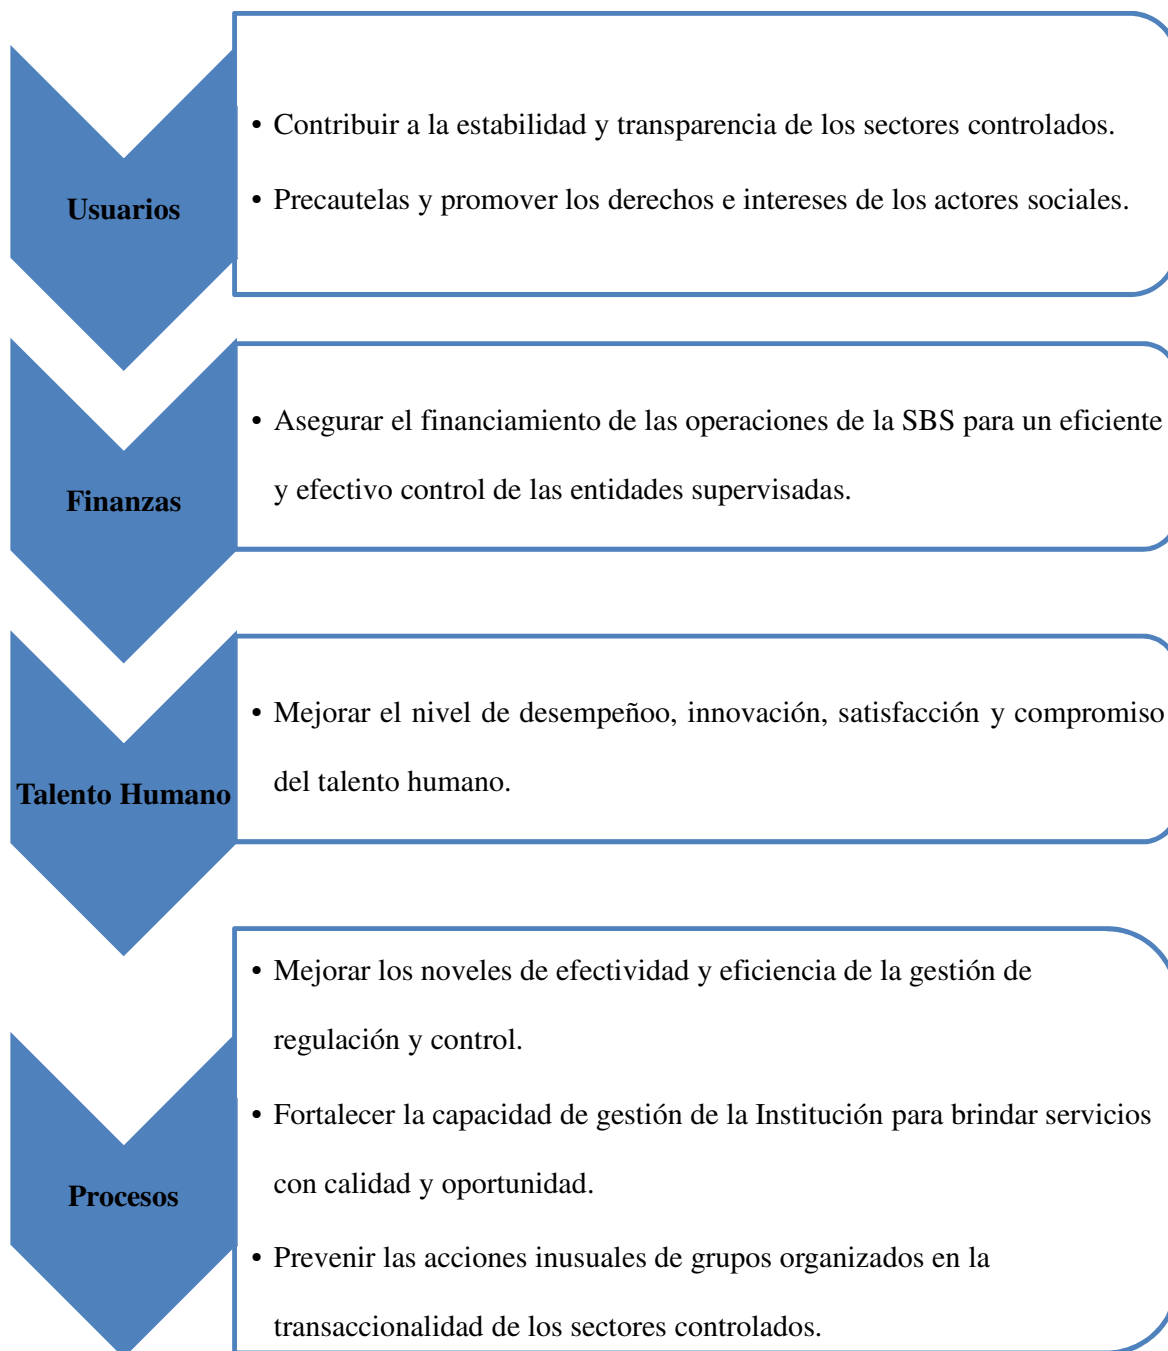 Usuarios
• Contribuir a la estabilidad y transparencia de los sectores controlados.
• Precautelas y promover los derechos e intereses de los actores sociales.
Finanzas
• Asegurar el financiamiento de las operaciones de la SBS para un eficiente
y efectivo control de las entidades supervisadas.
Talento Humano
• Mejorar el nivel de desempeñoo, innovación, satisfacción y compromiso
del talento humano.
Procesos
• Mejorar los noveles de efectividad y eficiencia de la gestión de
regulación y control.
• Fortalecer la capacidad de gestión de la Institución para brindar servicios
con calidad y oportunidad.
• Prevenir las acciones inusuales de grupos organizados en la
transaccionalidad de los sectores controlados.